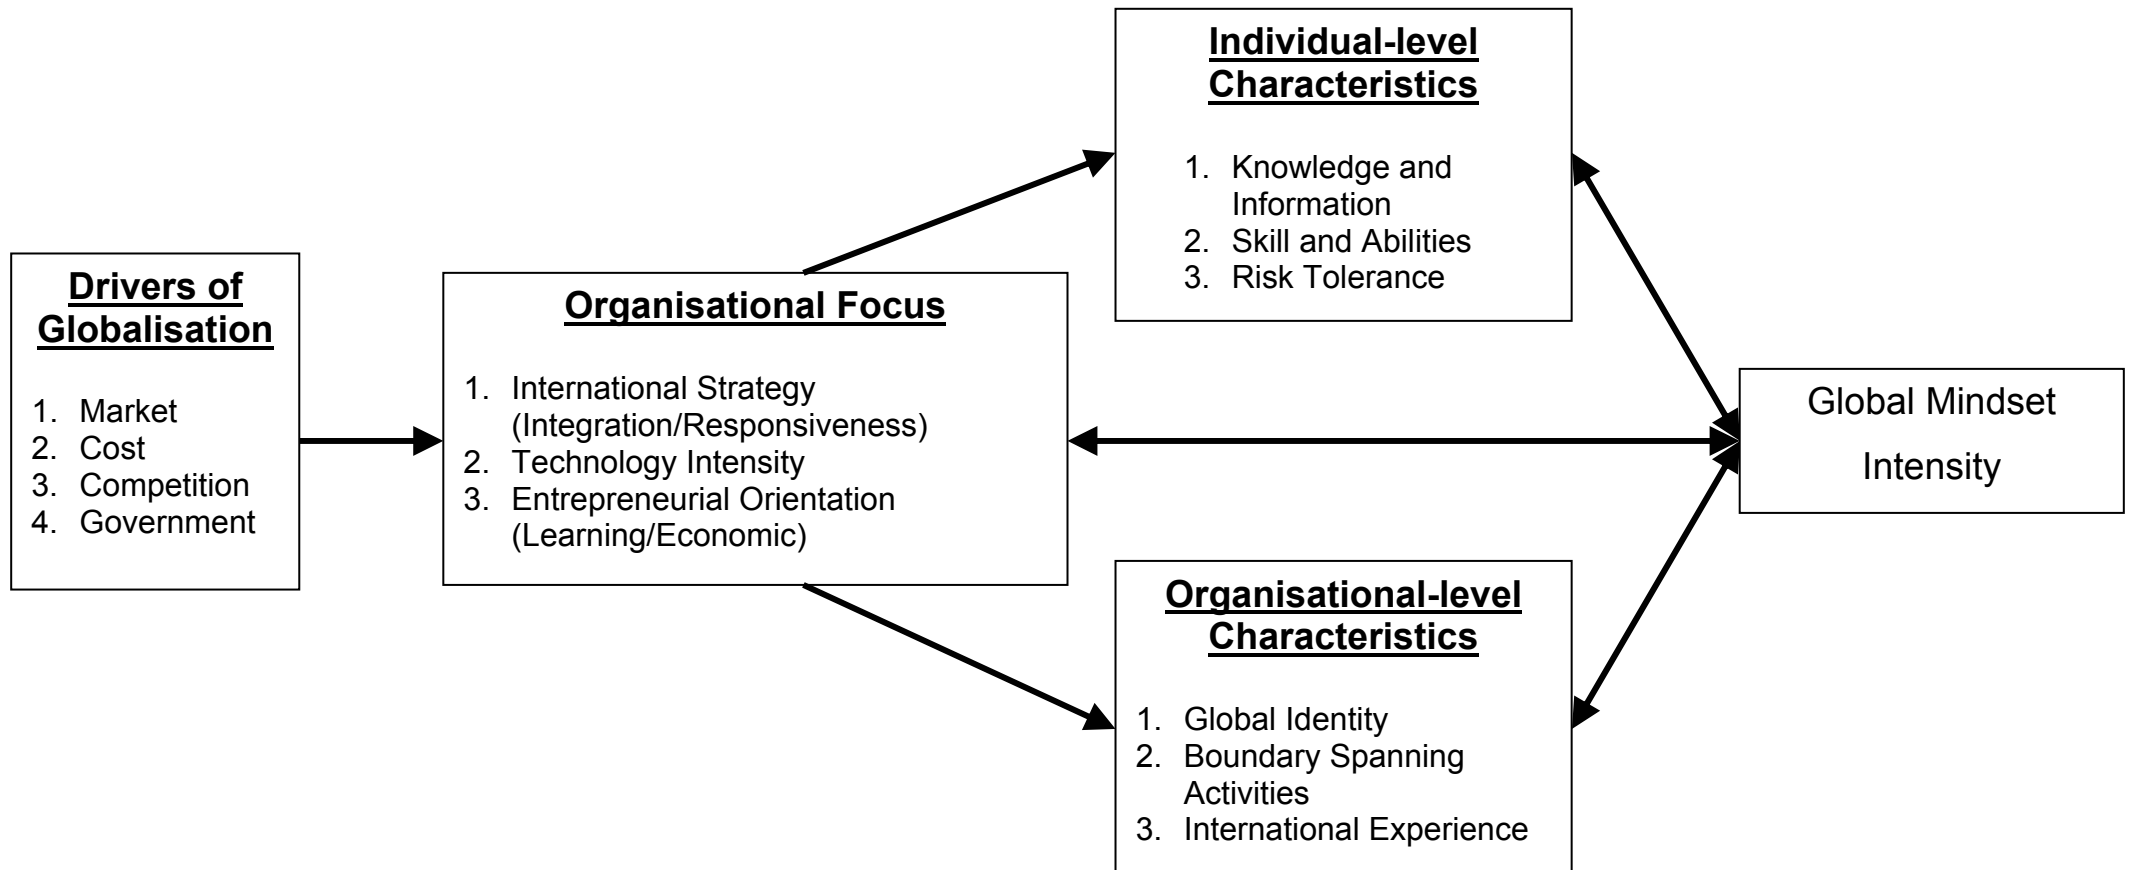 Drivers of
Globalisation
1. Market
2. Cost
3. Competition
4. Government
Organisational Focus
1. International Strategy
(Integration/Responsiveness)
2. Technology Intensity
3. Entrepreneurial Orientation
(Learning/Economic)
Individual-level
Characteristics
1. Knowledge and
Information
2. Skill and Abilities
3. Risk Tolerance
Organisational-level
Characteristics
1. Global Identity
2. Boundary Spanning
Activities
3. International Experience
Global Mindset
Intensity